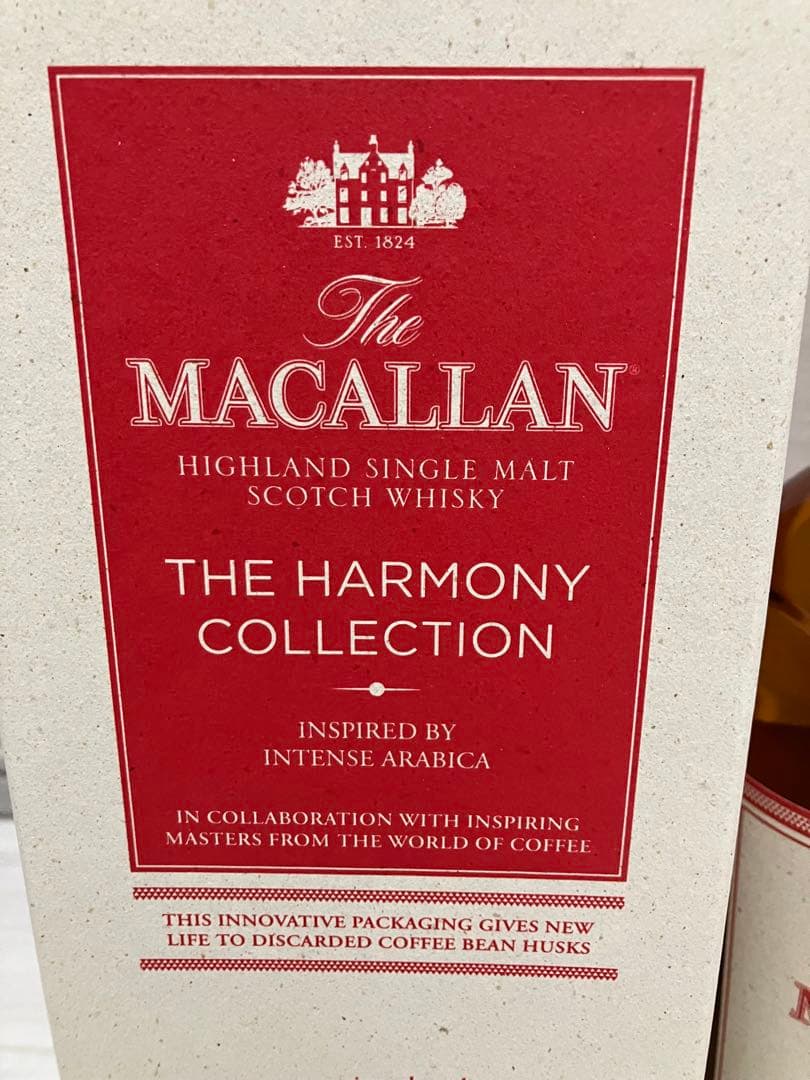 EST. 1824
The
MACALLAN®
HIGHLAND SINGLE MALT
SCOTCH WHISKY
THE HARMONY
COLLECTION
INSPIRED BY
INTENSE ARABICA
IN COLLABORATION WITH INSPIRING
MASTERS FROM THE WORLD OF COFFEE
THIS INNOVATIVE PACKAGING GIVES NEW
LIFE TO DISCARDED COFFEE BEAN HUSKS